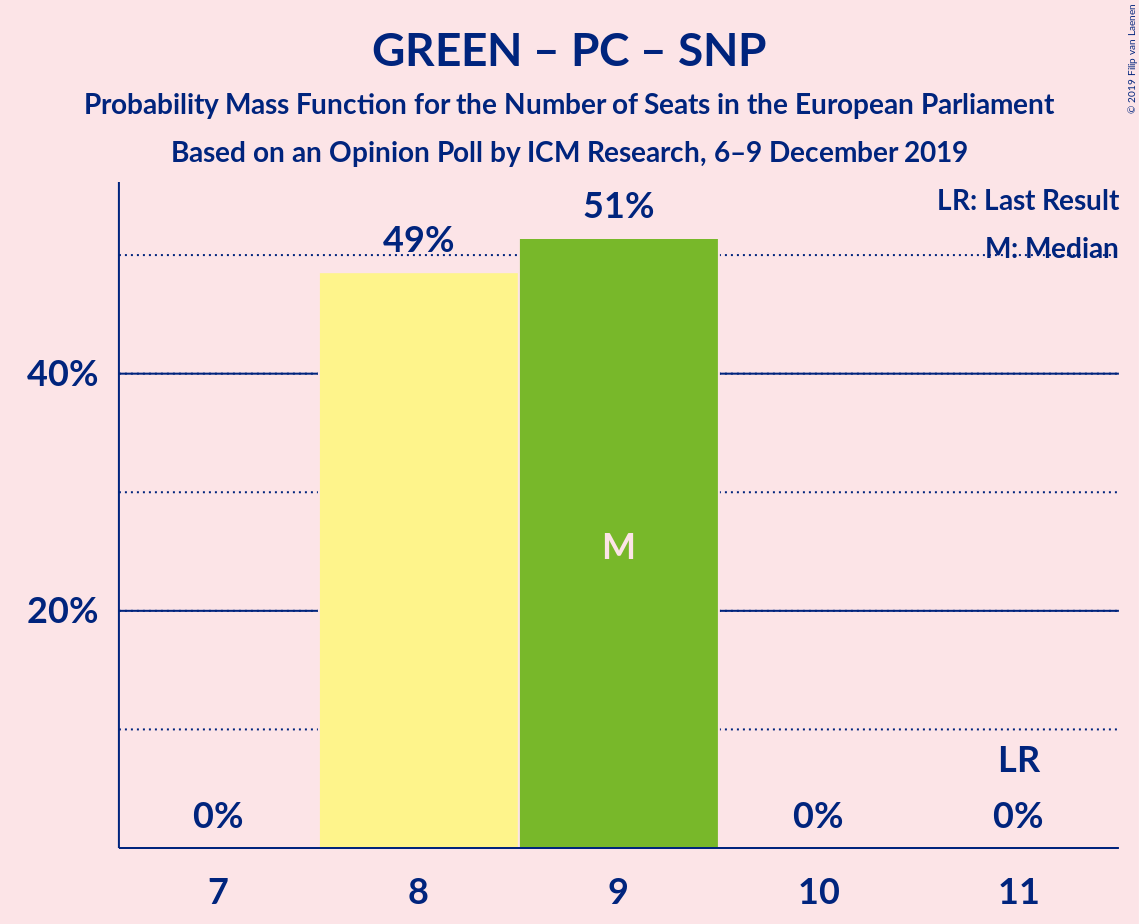 GREEN – PC – SNP
Probability Mass Function for the Number of Seats in the European Parliament
Based on an Opinion Poll by ICM Research, 6–9 December 2019
© 2019 Filip van Laenen
LR: Last Result
M: Median
51%
49%
40%
20%
M
LR
0%
0%
0%
7
8
9
10
11